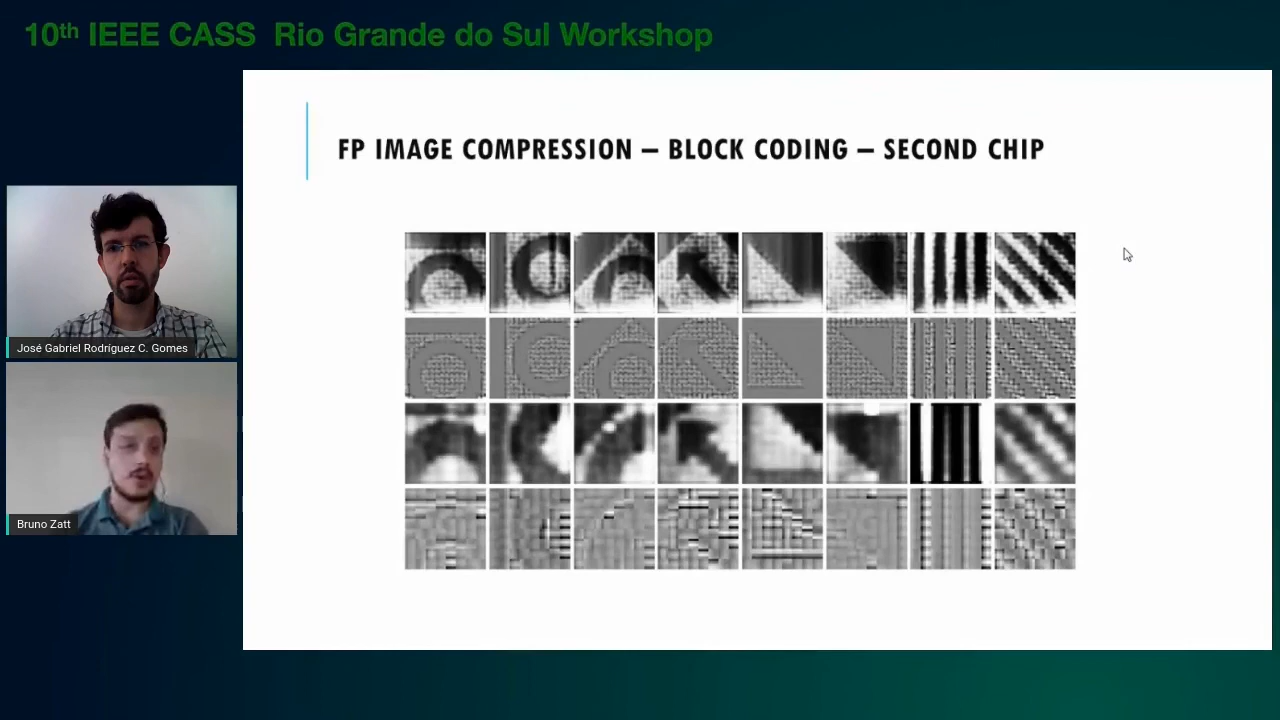 10th IEEE CASS Rio Grande do Sul Workshop
FP IMAGE COMPRESSION – BLOCK CODING – SECOND CHIP
José Gabriel Rodríguez C. Gomes
Bruno Zatt